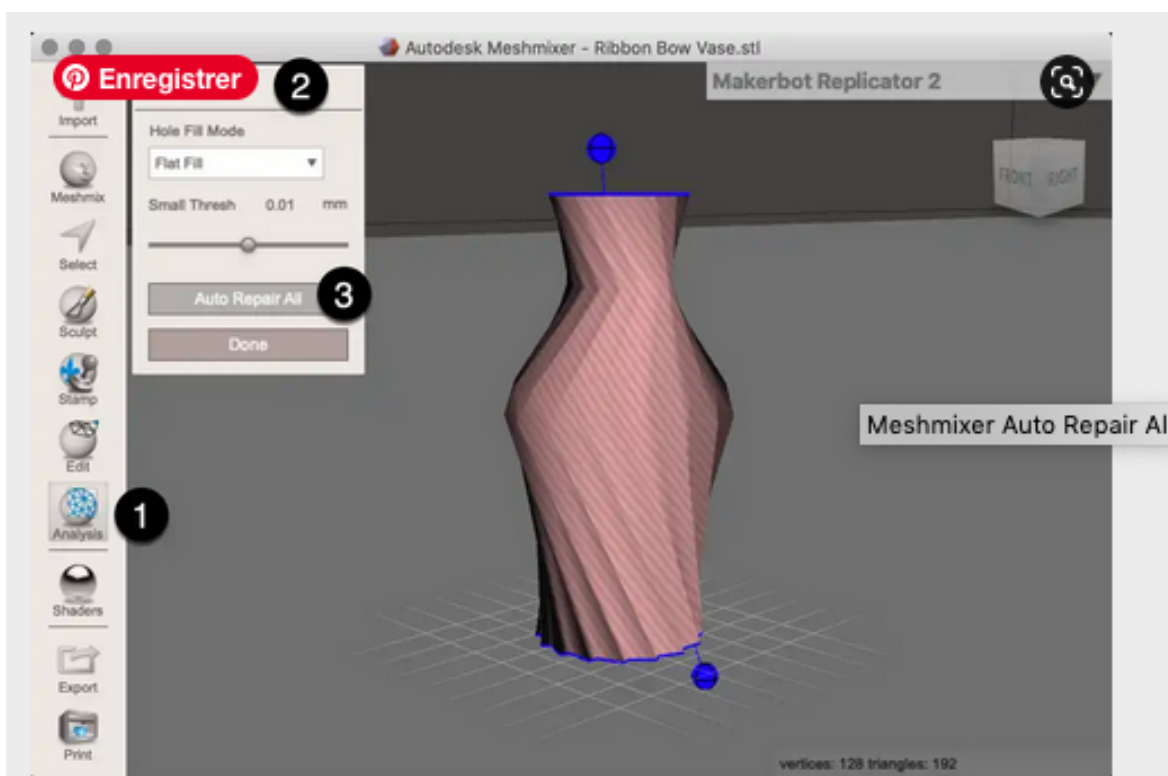 Autodesk Meshmixer - Ribbon Bow Vase.stl
Enregistrer
2
Makerbot Replicator 2
Import
Hole Fill Mode
Flat Fill
Meshmix
Small Thresh 0.01 mm
FRONT RIGHT
Select
Auto Repair All
3
Sculpt
Done
Stamp
Meshmixer Auto Repair Al
Edit
1
Analysis
Shaders
Export
Print
vertices: 128 triangles: 192